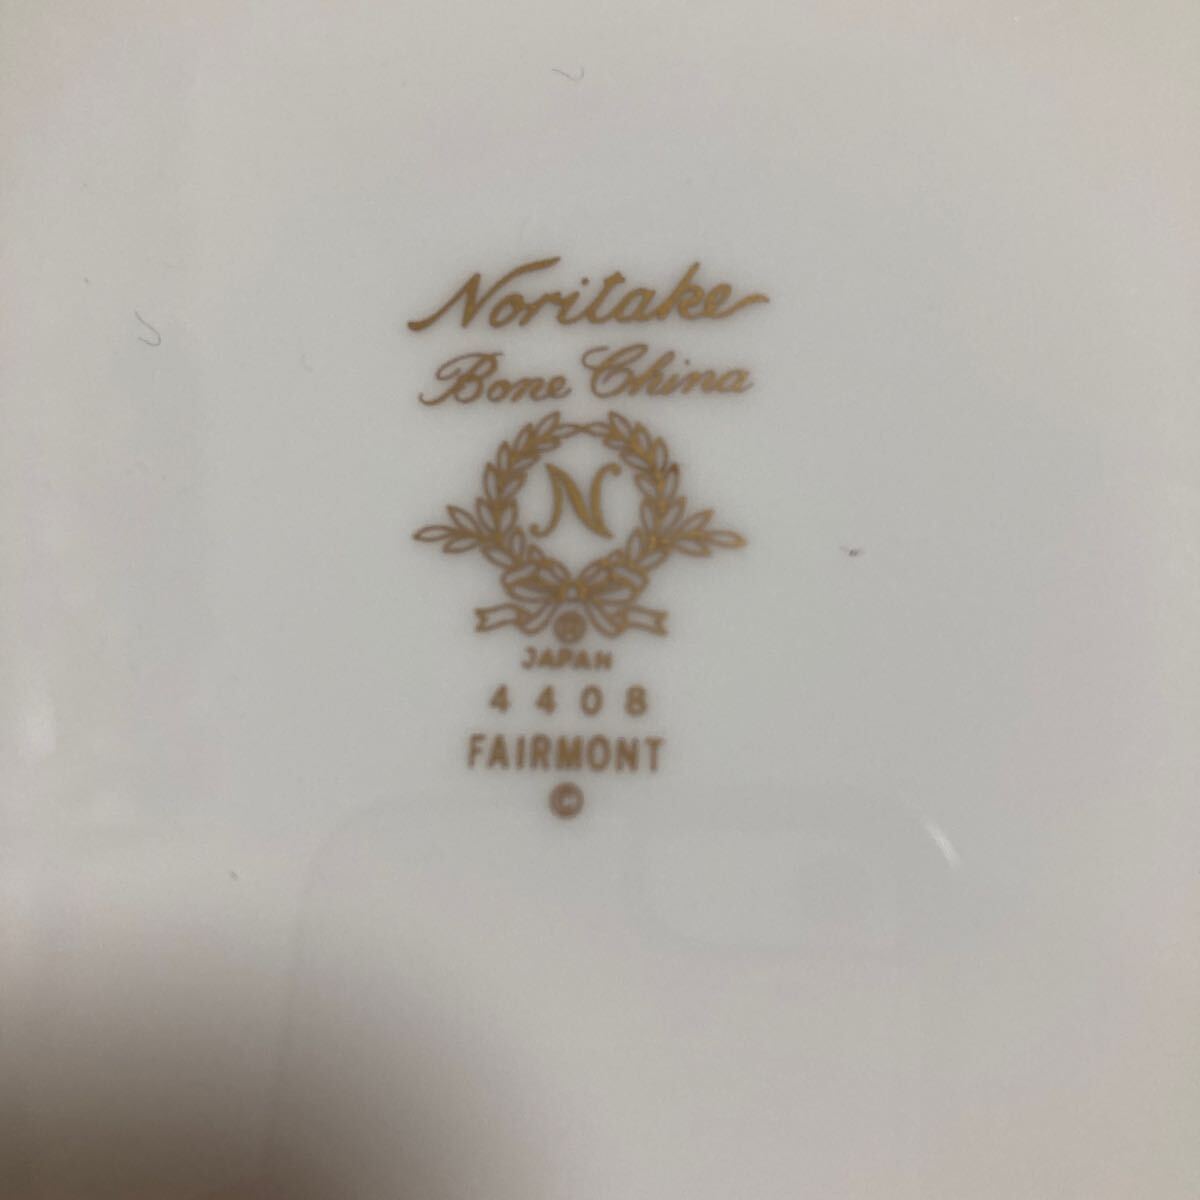 Noritake
Bone China
N
®
JAPAN
4408
FAIRMONT
©